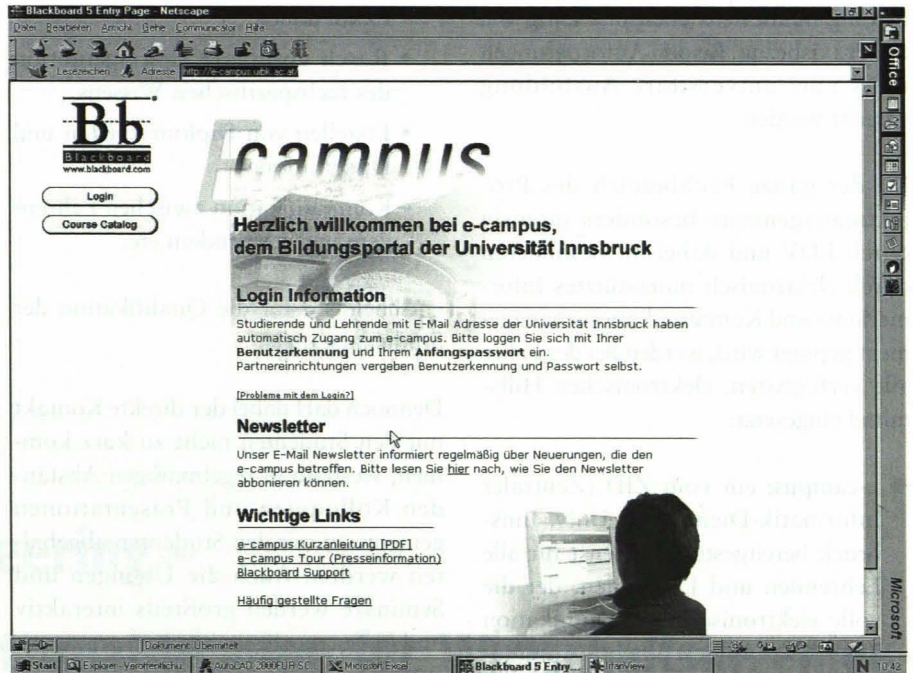 Blackboard 5 Entry Page - Netscape
Datei Bearbeiten Ansicht Gehe Communicator Hilfe
Lesezeichen Adresse http://e-campus.uibk.ac.at/
Office
Bb
Blackboard
www.blackboard.com
Login
Course Catalog
Ecampus
Herzlich willkommen bei e-campus,
dem Bildungsportal der Universität Innsbruck
Login Information
Studierende und Lehrende mit E-Mail Adresse der Universität Innsbruck haben
automatisch Zugang zum e-campus. Bitte loggen Sie sich mit Ihrer
Benutzerkennung und Ihrem Anfangspasswort ein.
Partnereinrichtungen vergeben Benutzerkennung und Passwort selbst.
[Probleme mit dem Login?]
Newsletter
Unser E-Mail Newsletter informiert regelmäßig über Neuerungen, die den
e-campus betreffen. Bitte lesen Sie hier nach, wie Sie den Newsletter
abbonieren können.
Wichtige Links
e-campus Kurzanleitung [PDF]
e-campus Tour (Presseinformation)
Blackboard Support
Häufig gestellte Fragen
Microsoft
Dokument: Übermittelt
Start Explorer - Veröffentlichu... AutoCAD 2000 Microsoft Excel Blackboard 5 Entry... IrfanView N 10:42